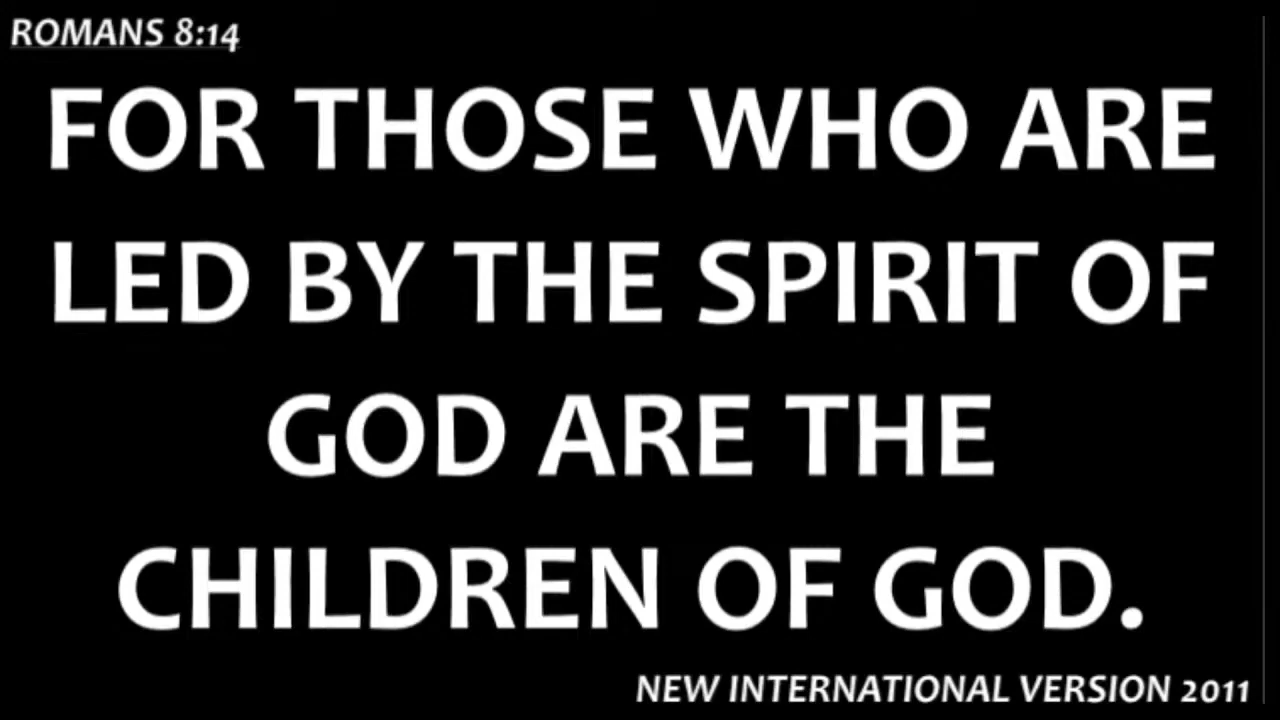 ROMANS 8:14
FOR THOSE WHO ARE
LED BY THE SPIRIT OF
GOD ARE THE
CHILDREN OF GOD.
NEW INTERNATIONAL VERSION 2011